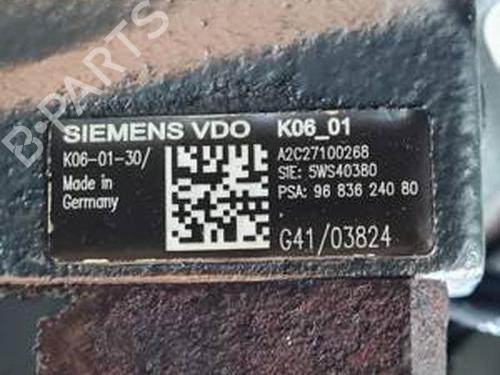 B-PARTS
SIEMENS VDO K06_01
K06-01-30/ A2C27100268
SIE: 5WS40380
Made in
Germany
PSA: 96 836 240 80
G41/03824